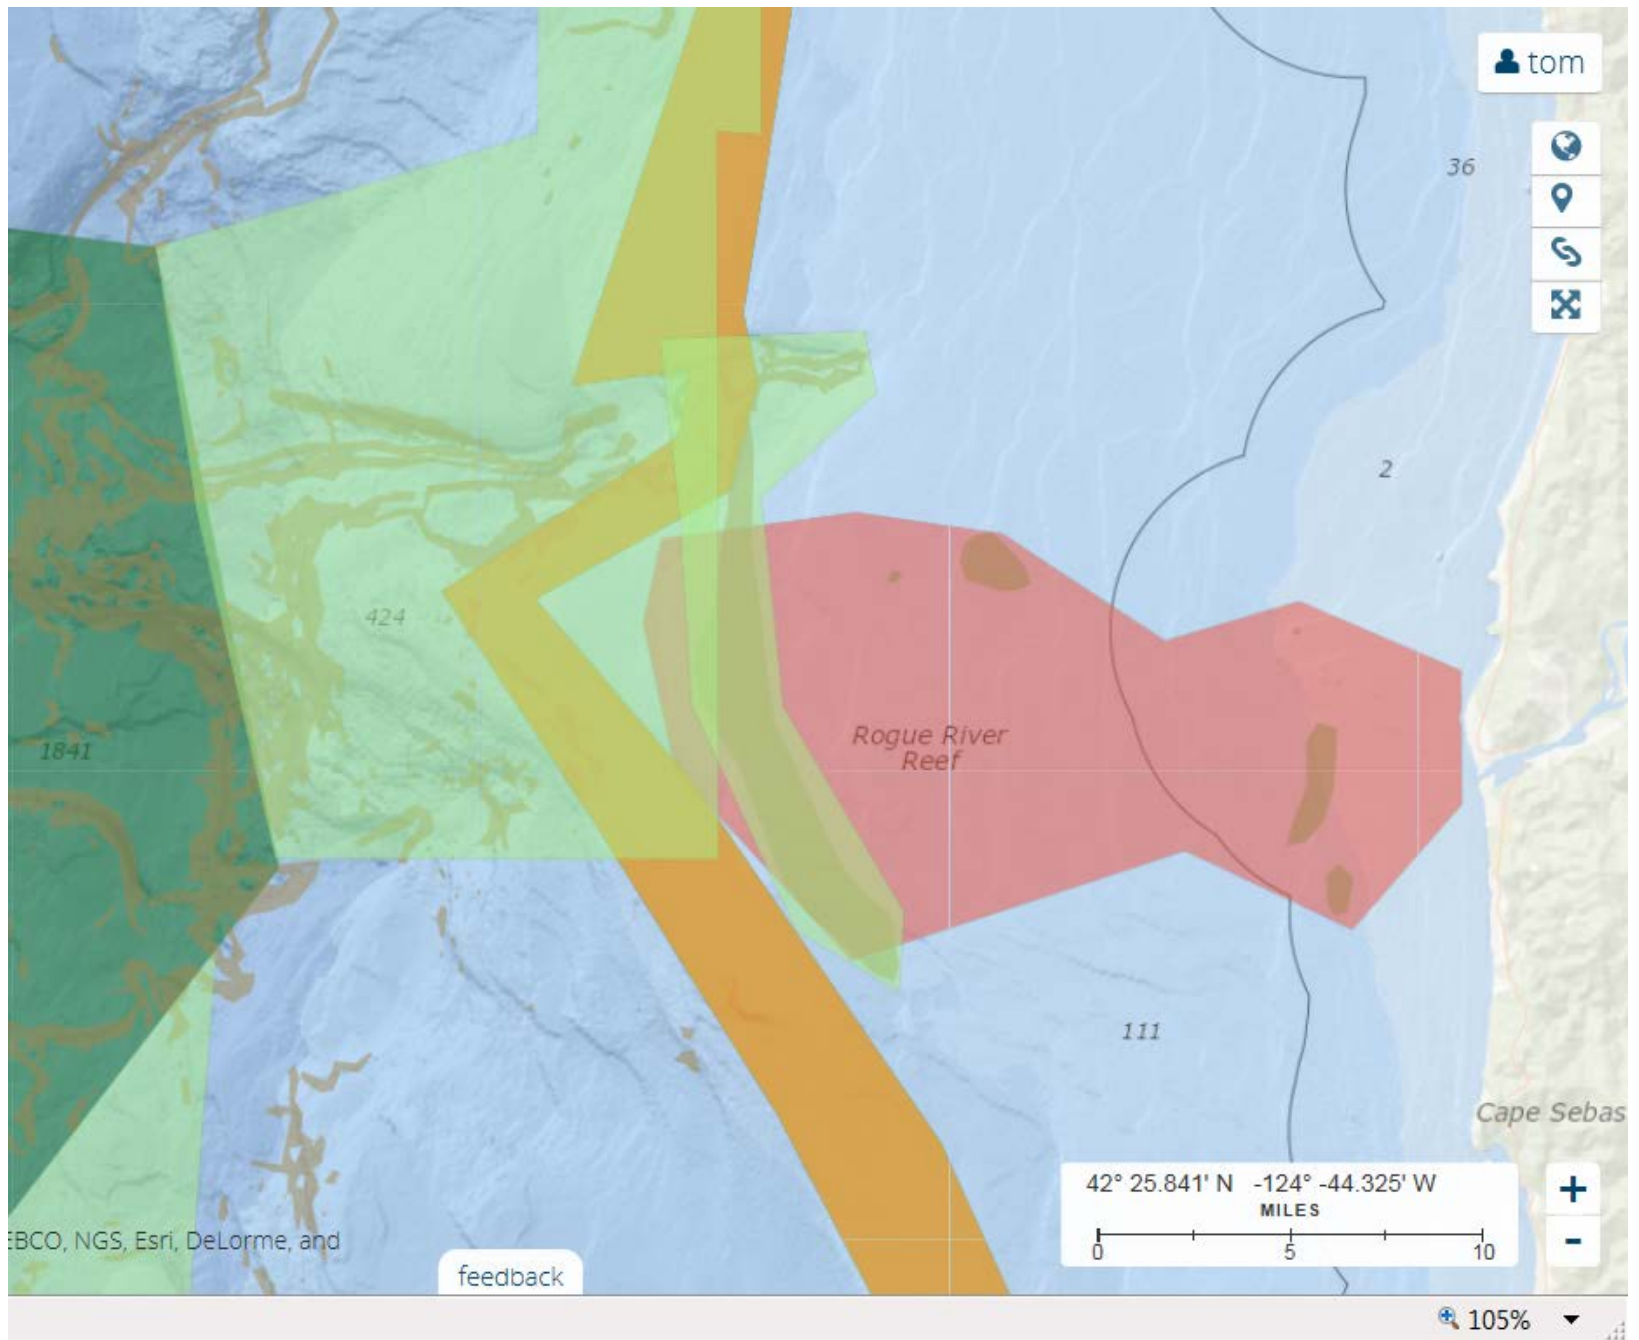 tom
36
2
424
Rogue River
Reef
1841
111
Cape Sebas
42° 25.841' N -124° -44.325' W
MILES
0 5 10
+
-
EBCO, NGS, Esri, DeLorme, and
feedback
105%